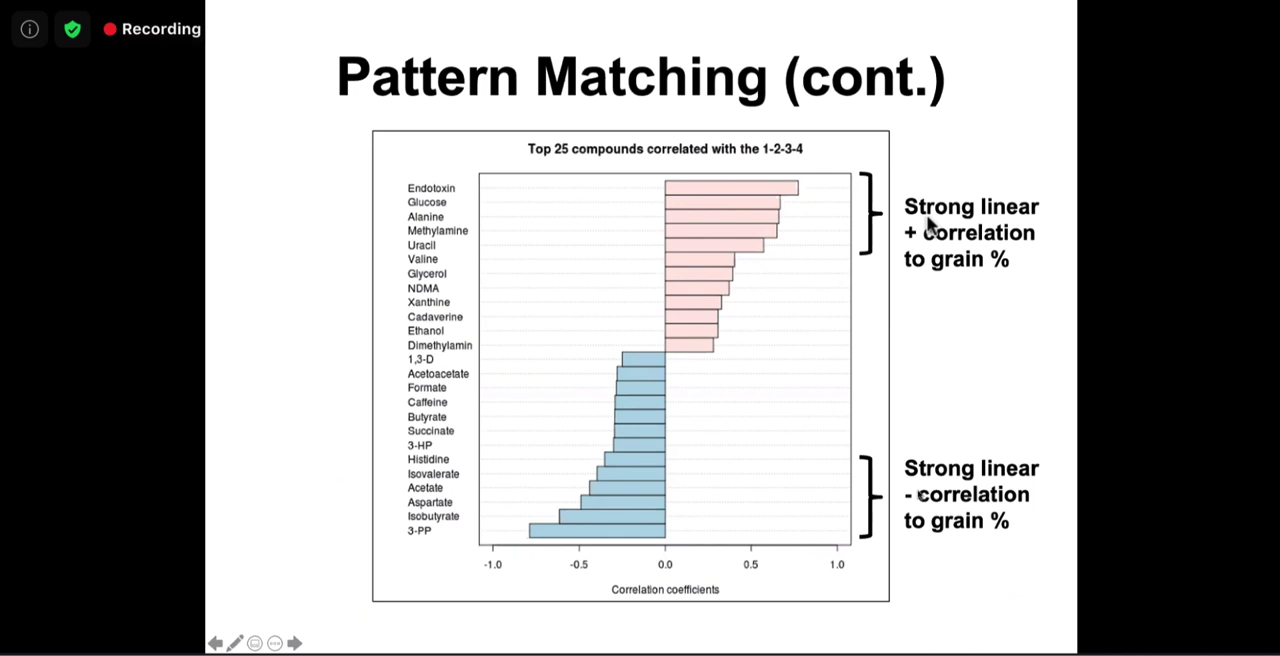 Recording
Pattern Matching (cont.)
Top 25 compounds correlated with the 1-2-3-4
Endotoxin
Glucose
Alanine
Methylamine
Uracil
Valine
Glycerol
NDMA
Xanthine
Cadaverine
Ethanol
Dimethylamin
1,3-D
Acetoacetate
Formate
Caffeine
Butyrate
Succinate
3-HP
Histidine
Isovalerate
Acetate
Aspartate
Isobutyrate
3-PP
-1.0 -0.5 0.0 0.5 1.0
Correlation coefficients
Strong linear
+ correlation
to grain %
Strong linear
- correlation
to grain %